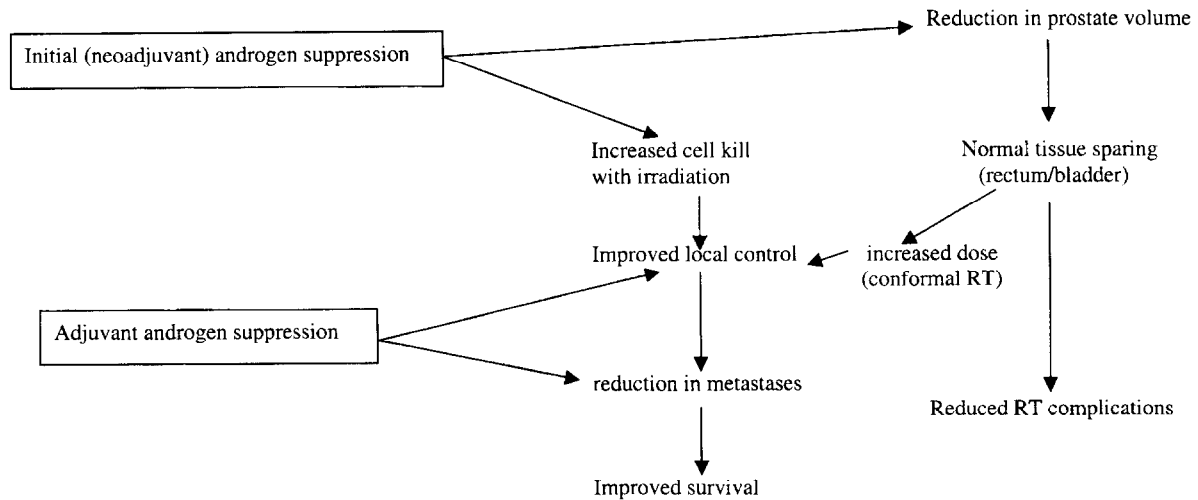 Reduction in prostate volume
Initial (neoadjuvant) androgen suppression
Increased cell kill
with irradiation
Normal tissue sparing
(rectum/bladder)
Improved local control
increased dose
(conformal RT)
Adjuvant androgen suppression
reduction in metastases
Reduced RT complications
Improved survival